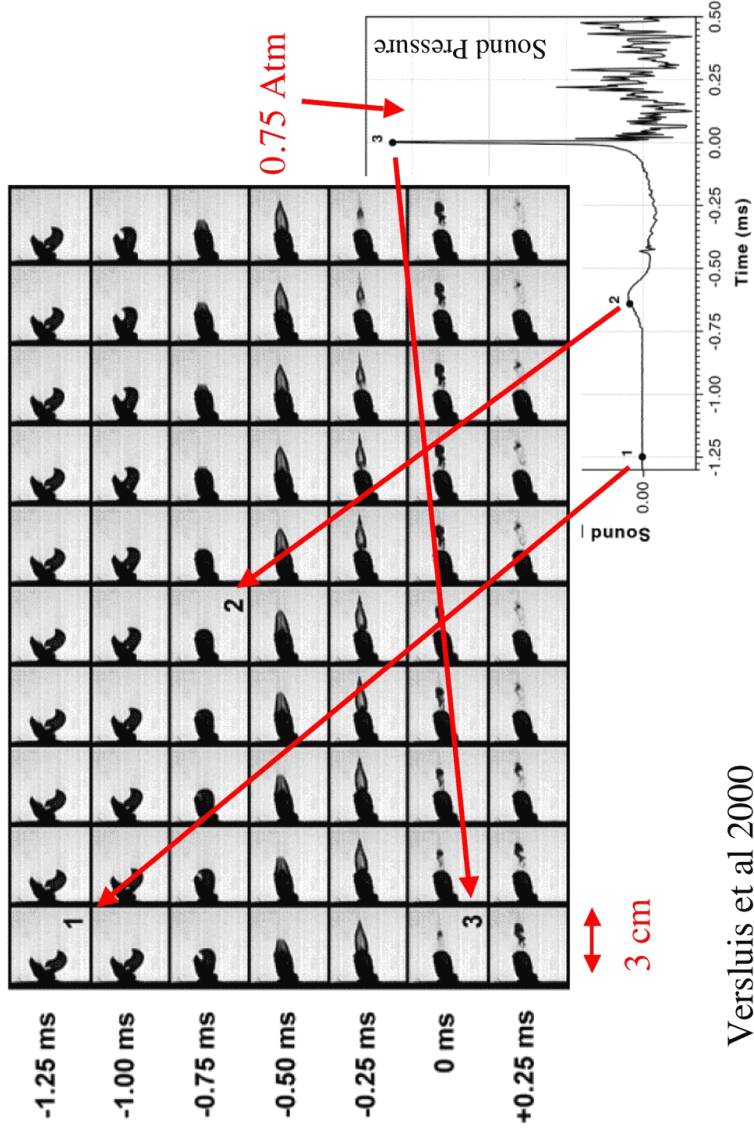 -1.25 ms
-1.00 ms
-0.75 ms
-0.50 ms
-0.25 ms
0 ms
+0.25 ms
1
2
3
3 cm
0.75 Atm
Sound Pressure
1
2
3
Sound
0.00
-1.25
-1.00
-0.75
-0.50
-0.25
0.00
0.25
0.50
Time (ms)
Versluis et al 2000